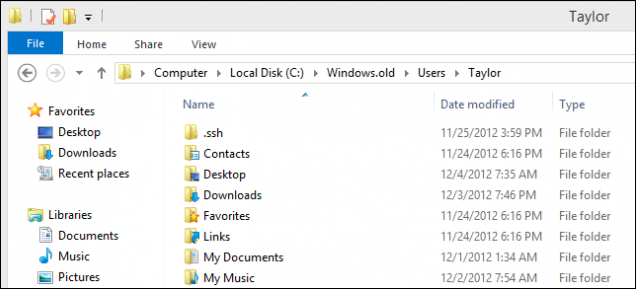 Taylor
File Home Share View
Computer Local Disk (C:) Windows.old Users Taylor
Favorites
Desktop
Downloads
Recent places
Libraries
Documents
Music
Pictures
Name Date modified Type
.ssh 11/25/2012 3:59 PM File folder
Contacts 11/24/2012 6:16 PM File folder
Desktop 12/4/2012 7:35 AM File folder
Downloads 12/3/2012 7:46 PM File folder
Favorites 11/24/2012 6:16 PM File folder
Links 11/24/2012 6:16 PM File folder
My Documents 12/1/2012 1:34 AM File folder
My Music 12/2/2012 7:54 AM File folder